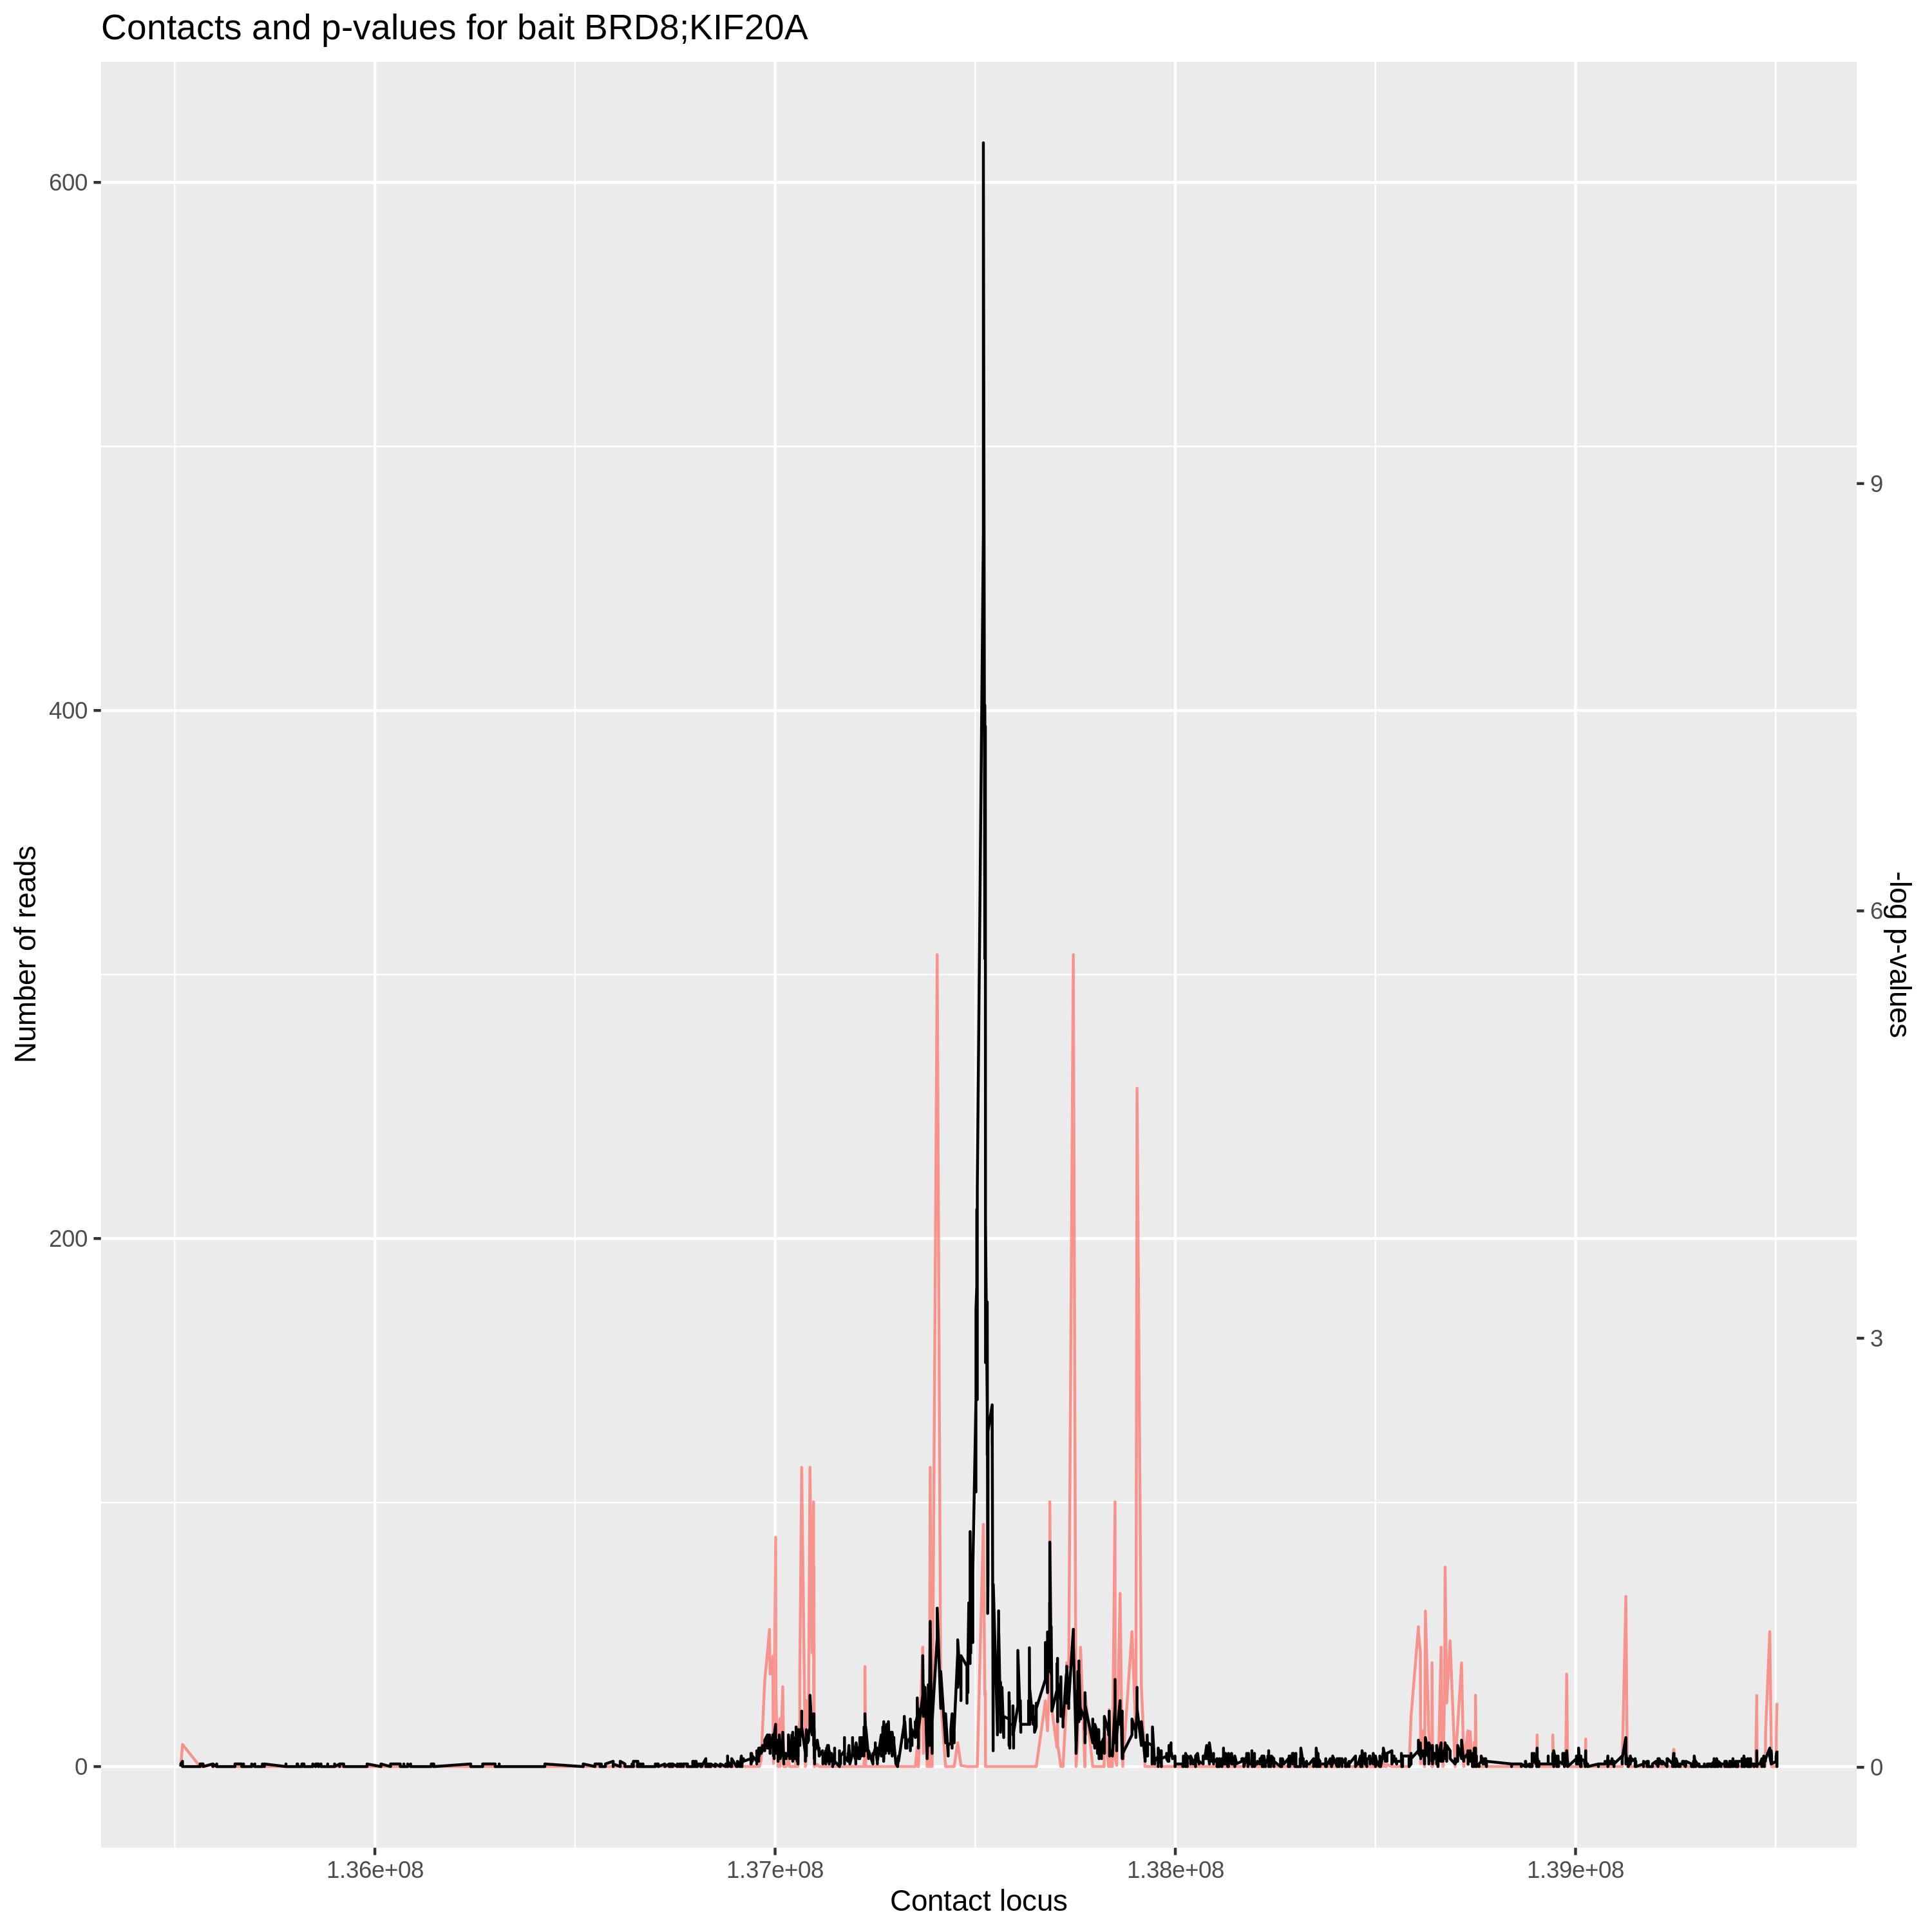 Contacts and p-values for bait BRD8;KIF20A
Number of reads
600
400
200
0
9
6
3
0
-log p-values
1.36e+08
1.37e+08
1.38e+08
1.39e+08
Contact locus